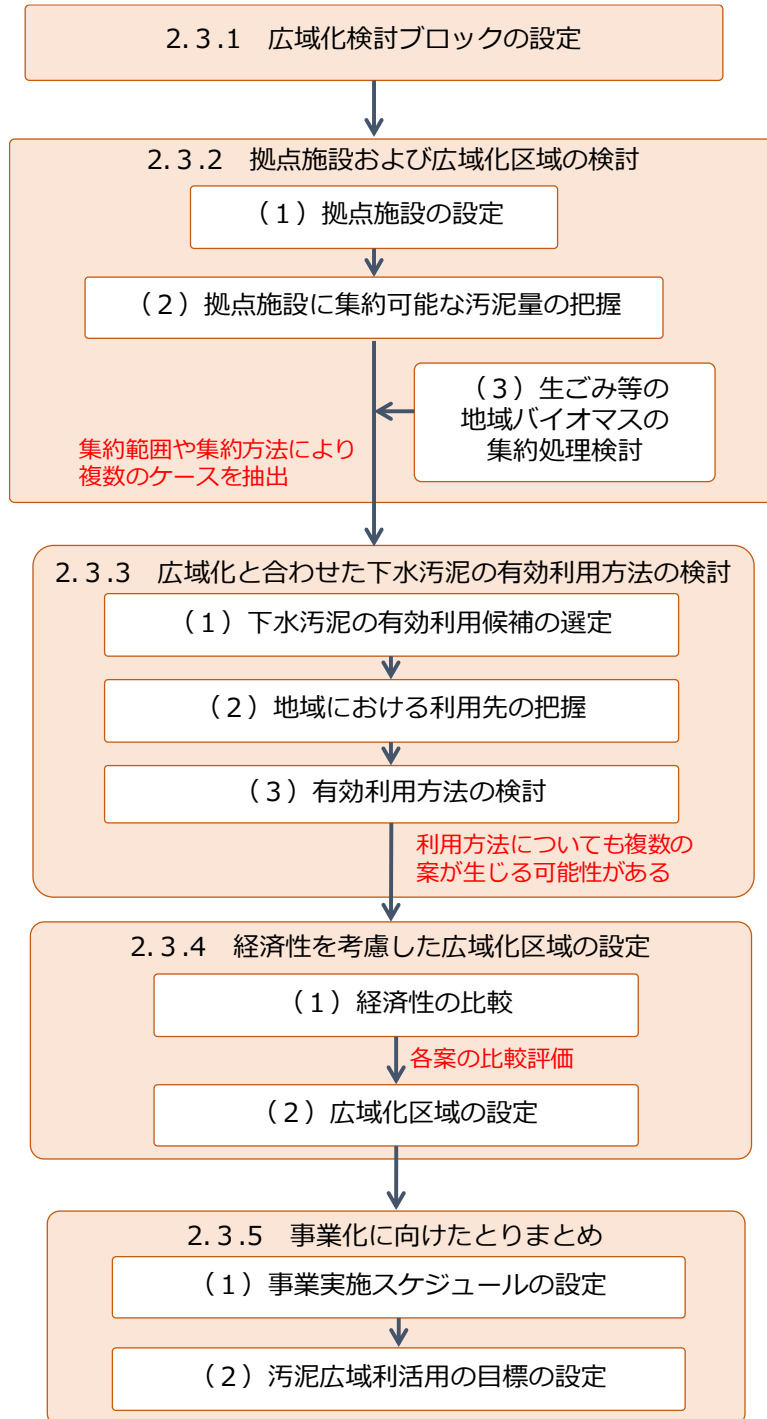 2.3.1　広域化検討ブロックの設定
2.3.2　拠点施設および広域化区域の検討
（１）拠点施設の設定
（２）拠点施設に集約可能な汚泥量の把握
（３）生ごみ等の
地域バイオマスの
集約処理検討
集約範囲や集約方法により
複数のケースを抽出
2.3.3　広域化と合わせた下水汚泥の有効利用方法の検討
（１）下水汚泥の有効利用候補の選定
（２）地域における利用先の把握
（３）有効利用方法の検討
利用方法についても複数の
案が生じる可能性がある
2.3.4　経済性を考慮した広域化区域の設定
（１）経済性の比較
各案の比較評価
（２）広域化区域の設定
2.3.5　事業化に向けたとりまとめ
（１）事業実施スケジュールの設定
（２）汚泥広域利活用の目標の設定